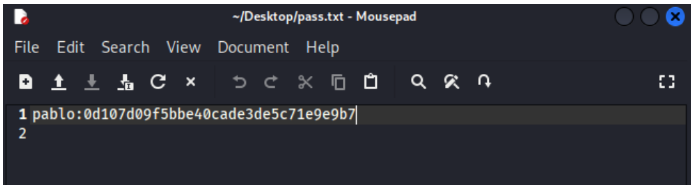 ~/Desktop/pass.txt - Mousepad
File Edit Search View Document Help
1 pablo:0d107d09f5bbe40cade3de5c71e9e9b7
2